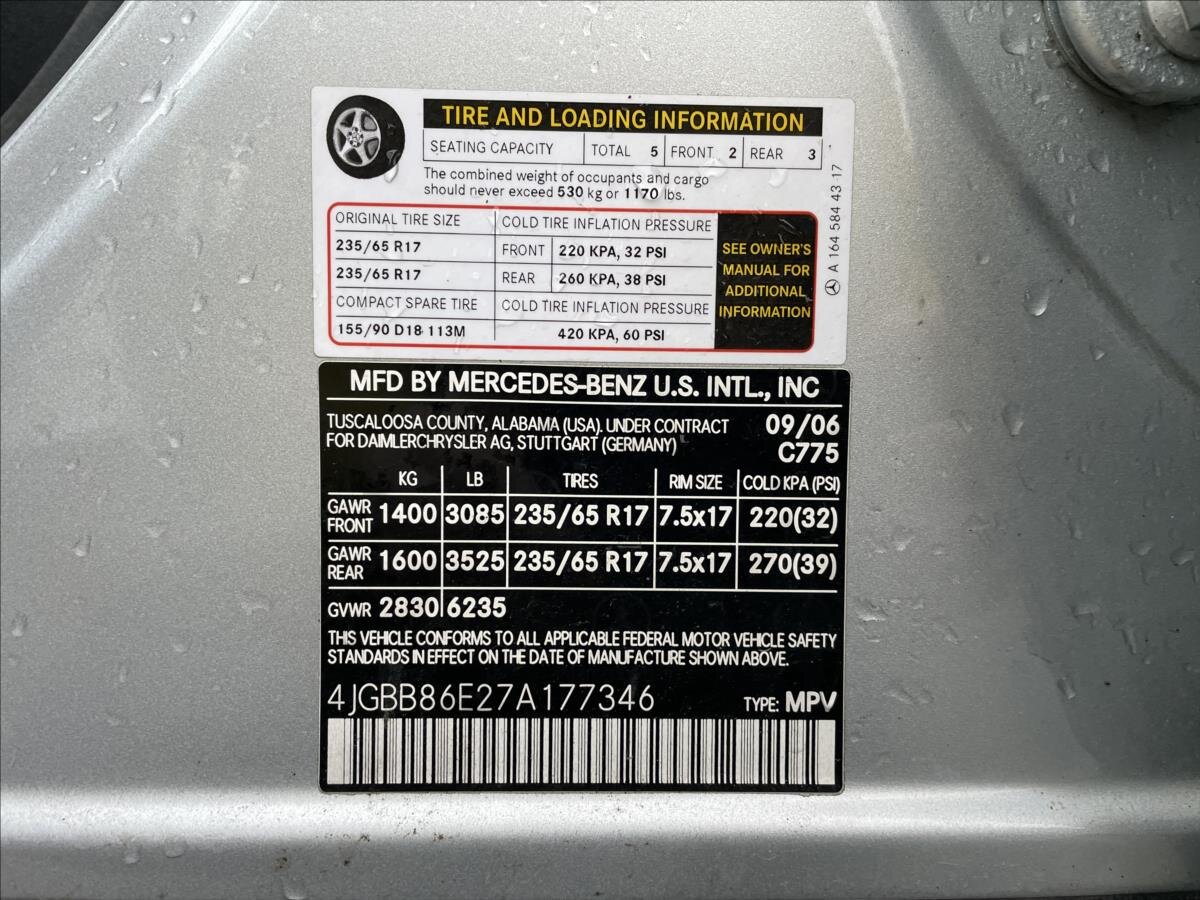 TIRE AND LOADING INFORMATION
SEATING CAPACITY TOTAL 5 FRONT 2 REAR 3
The combined weight of occupants and cargo
should never exceed 530 kg or 1170 lbs.
ORIGINAL TIRE SIZE COLD TIRE INFLATION PRESSURE
235/65 R17 FRONT 220 KPA, 32 PSI
235/65 R17 REAR 260 KPA, 38 PSI
COMPACT SPARE TIRE COLD TIRE INFLATION PRESSURE
155/90 D18 113M 420 KPA, 60 PSI
SEE OWNER'S
MANUAL FOR
ADDITIONAL
INFORMATION
A 164 584 43 17
MFD BY MERCEDES-BENZ U.S. INTL., INC
TUSCALOOSA COUNTY, ALABAMA (USA). UNDER CONTRACT 09/06
FOR DAIMLERCHRYSLER AG, STUTTGART (GERMANY) C775
KG LB TIRES RIM SIZE COLD KPA (PSI)
GAWR FRONT 1400 3085 235/65 R17 7.5x17 220(32)
GAWR REAR 1600 3525 235/65 R17 7.5x17 270(39)
GVWR 2830 6235
THIS VEHICLE CONFORMS TO ALL APPLICABLE FEDERAL MOTOR VEHICLE SAFETY
STANDARDS IN EFFECT ON THE DATE OF MANUFACTURE SHOWN ABOVE.
4JGBB86E27A177346 TYPE: MPV